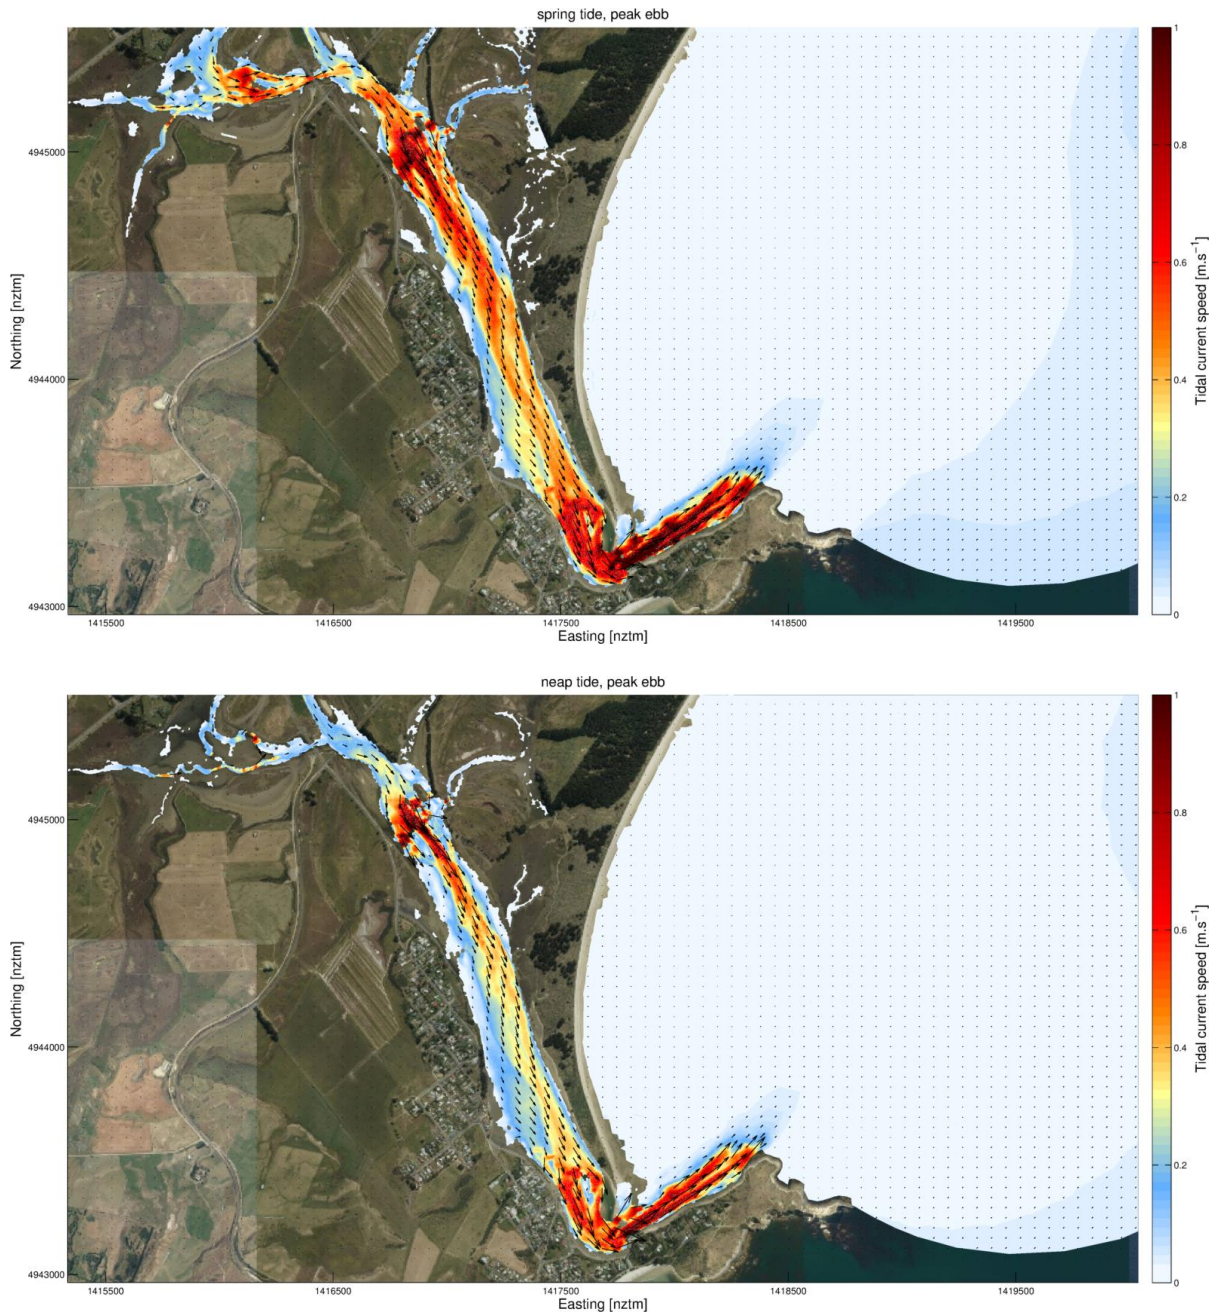 spring tide, peak ebb
1
0.8
0.6
0.4
0.2
0
Tidal current speed [m.s⁻¹]
4945000
4944000
4943000
Northing [nztm]
1415500 1416500 1417500 1418500 1419500
Easting [nztm]
neap tide, peak ebb
1
0.8
0.6
0.4
0.2
0
Tidal current speed [m.s⁻¹]
4945000
4944000
4943000
Northing [nztm]
1415500 1416500 1417500 1418500 1419500
Easting [nztm]